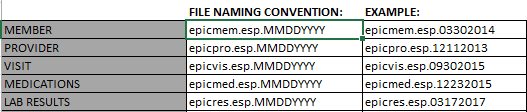 FILE NAMING CONVENTION: EXAMPLE:
MEMBER epicmem.esp.MMDDYYYY epicmem.esp.03302014
PROVIDER epicpro.esp.MMDDYYYY epicpro.esp.12112013
VISIT epicvis.esp.MMDDYYYY epicvis.esp.09302015
MEDICATIONS epicmed.esp.MMDDYYYY epicmed.esp.12232015
LAB RESULTS epicres.esp.MMDDYYYY epicres.esp.03172017